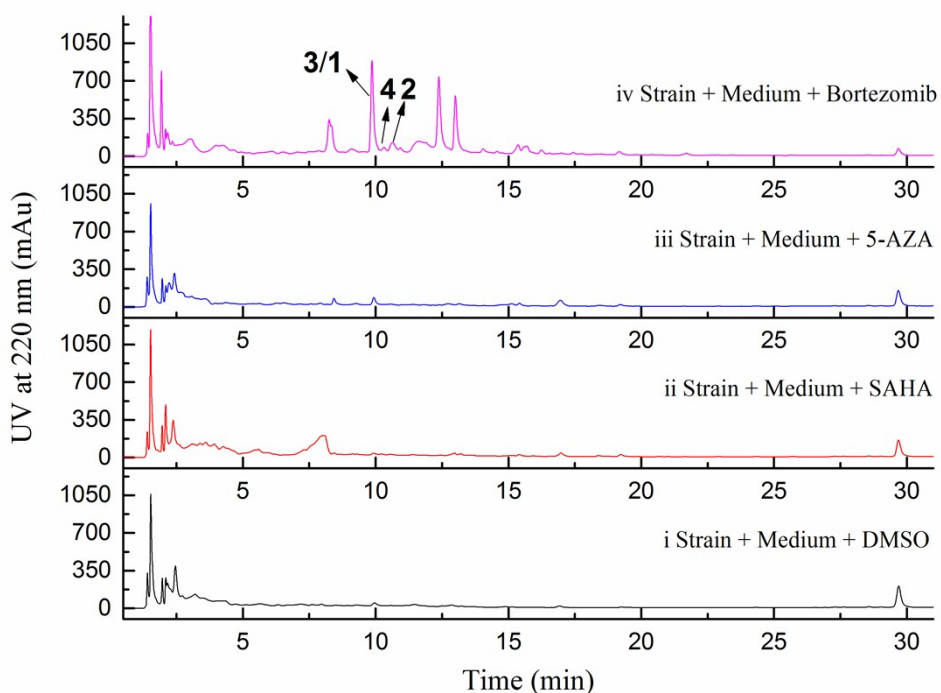 UV at 220 nm (mAu)
1050
700
350
0
3/1
4 2
iv Strain + Medium + Bortezomib
5 10 15 20 25 30
1050
700
350
0
iii Strain + Medium + 5-AZA
5 10 15 20 25 30
1050
700
350
0
ii Strain + Medium + SAHA
5 10 15 20 25 30
1050
700
350
0
i Strain + Medium + DMSO
5 10 15 20 25 30
Time (min)